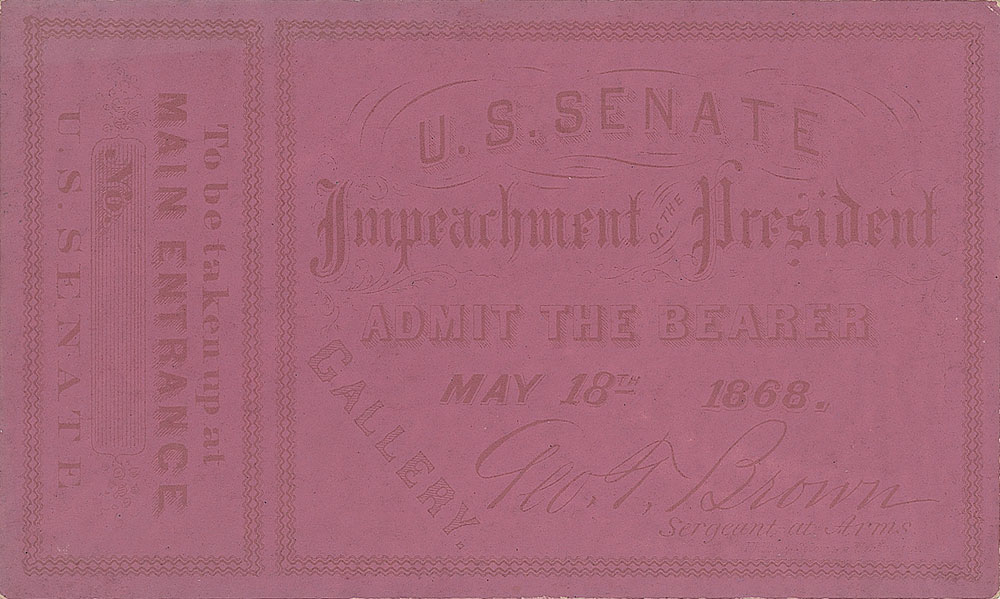 To be taken up at
MAIN ENTRANCE
No.
U.S. SENATE
U.S. SENATE
Impeachment OF THE President
ADMIT THE BEARER
GALLERY.
MAY 18TH 1868.
Geo. T. Brown
Sergeant at Arms